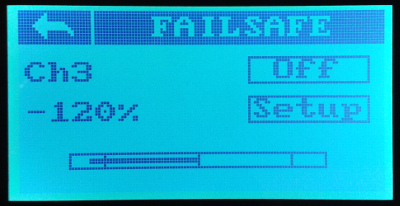 FAILSAFE
Ch3 Off
-120% Setup